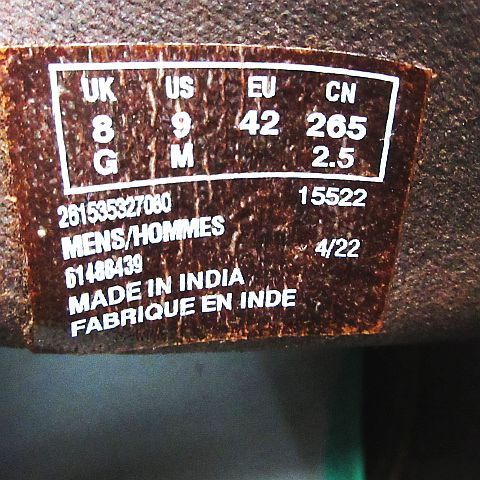 UK US EU CN
8 9 42 265
G M 2.5
261535327080 15522
MENS/HOMMES
61488439 4/22
MADE IN INDIA
FABRIQUE EN INDE